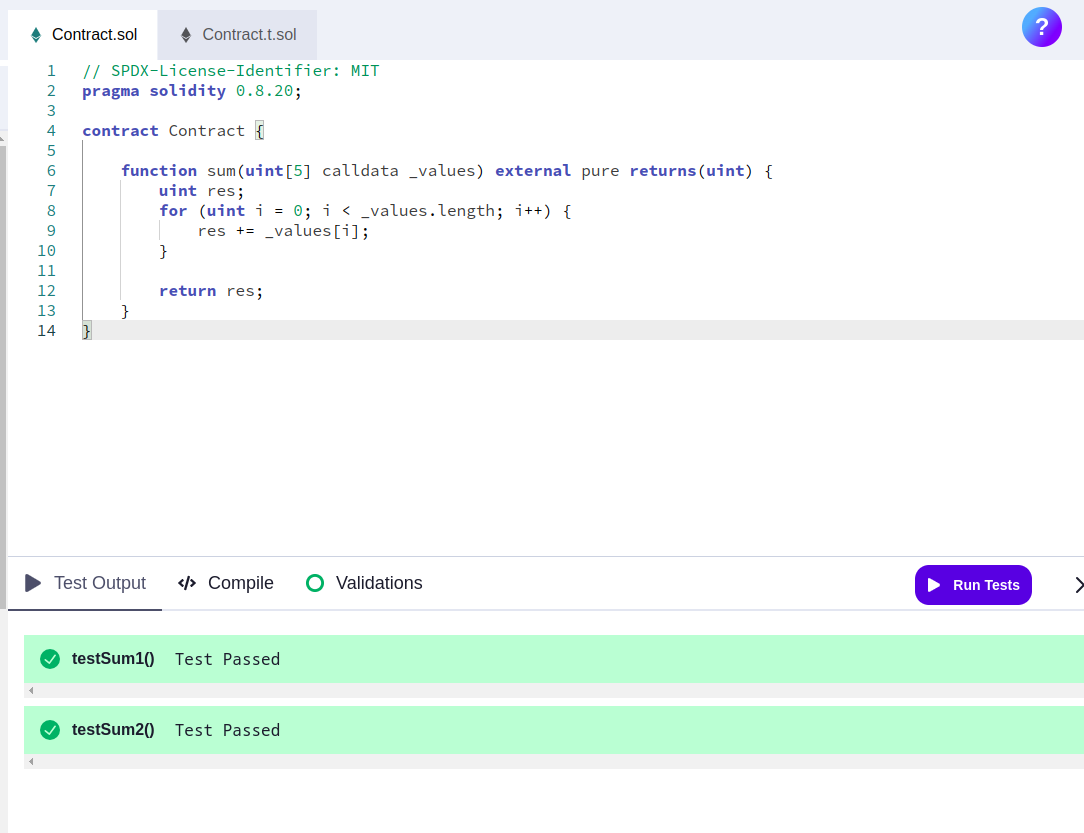 Contract.sol
Contract.t.sol
?
1 // SPDX-License-Identifier: MIT
2 pragma solidity 0.8.20;
3
4 contract Contract {
5
6     function sum(uint[5] calldata _values) external pure returns(uint) {
7         uint res;
8         for (uint i = 0; i < _values.length; i++) {
9             res += _values[i];
10         }
11
12         return res;
13     }
14 }
Test Output
</> Compile
Validations
Run Tests
testSum1() Test Passed
testSum2() Test Passed